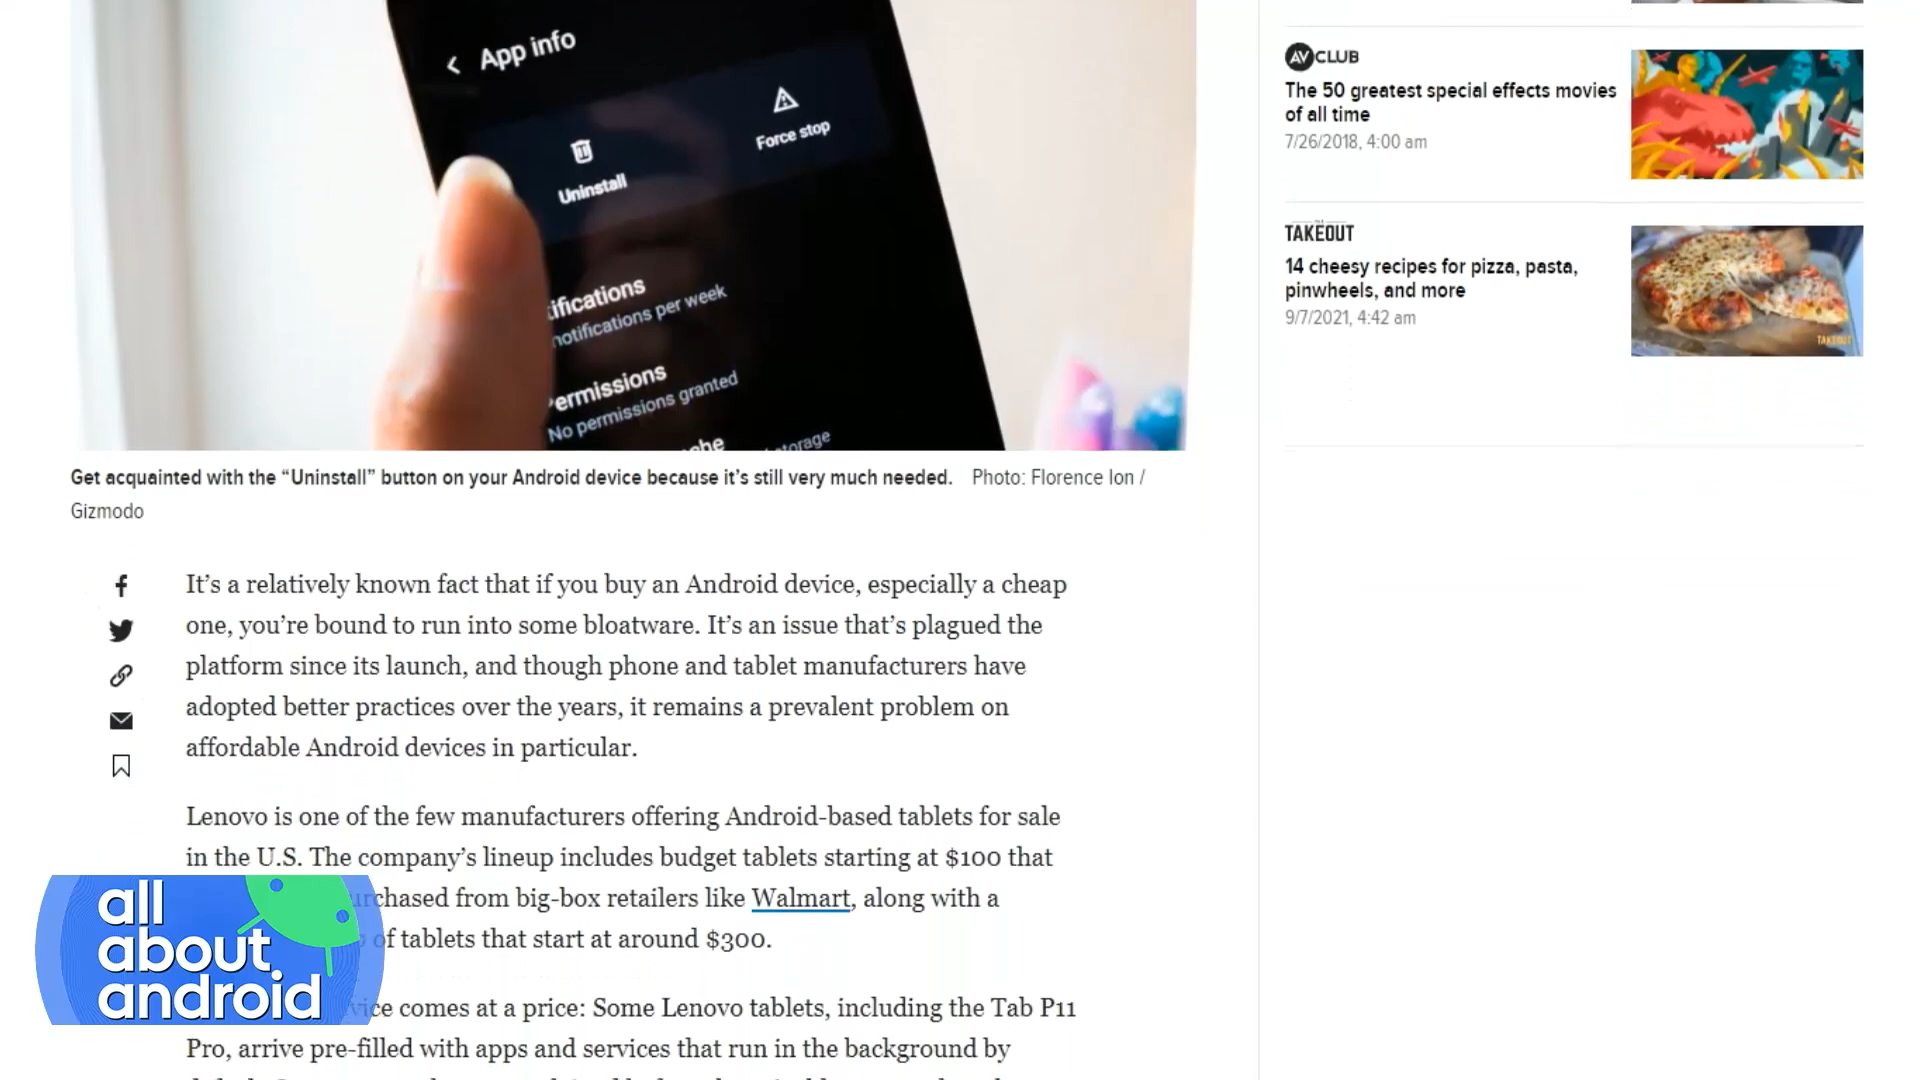 App info
Uninstall
Force stop
ifications
notifications per week
ermissions
No permissions granted
che
storage
Get acquainted with the “Uninstall” button on your Android device because it’s still very much needed. Photo: Florence Ion /
Gizmodo
It’s a relatively known fact that if you buy an Android device, especially a cheap
one, you’re bound to run into some bloatware. It’s an issue that’s plagued the
platform since its launch, and though phone and tablet manufacturers have
adopted better practices over the years, it remains a prevalent problem on
affordable Android devices in particular.
Lenovo is one of the few manufacturers offering Android-based tablets for sale
in the U.S. The company’s lineup includes budget tablets starting at $100 that
urchased from big-box retailers like Walmart, along with a
of tablets that start at around $300.
vice comes at a price: Some Lenovo tablets, including the Tab P11
Pro, arrive pre-filled with apps and services that run in the background by
all
about
android
AV CLUB
The 50 greatest special effects movies
of all time
7/26/2018, 4:00 am
THE
TAKEOUT
14 cheesy recipes for pizza, pasta,
pinwheels, and more
9/7/2021, 4:42 am
TAKEOUT